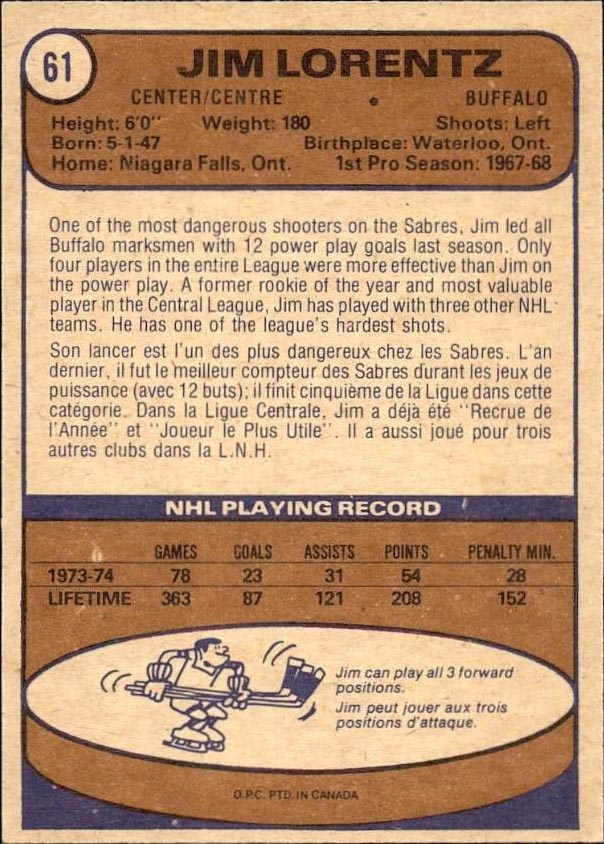 61
JIM LORENTZ
CENTER/CENTRE • BUFFALO
Height: 6'0" Weight: 180 Shoots: Left
Born: 5-1-47 Birthplace: Waterloo, Ont.
Home: Niagara Falls, Ont. 1st Pro Season: 1967-68
One of the most dangerous shooters on the Sabres, Jim led all
Buffalo marksmen with 12 power play goals last season. Only
four players in the entire League were more effective than Jim on
the power play. A former rookie of the year and most valuable
player in the Central League, Jim has played with three other NHL
teams. He has one of the league's hardest shots.
Son lancer est l'un des plus dangereux chez les Sabres. L'an
dernier, il fut le meilleur compteur des Sabres durant les jeux de
puissance (avec 12 buts); il finit cinquième de la Ligue dans cette
catégorie. Dans la Ligue Centrale, Jim a déjà été "Recrue de
l'Année" et "Joueur le Plus Utile". Il a aussi joué pour trois
autres clubs dans la L.N.H.
NHL PLAYING RECORD
GAMES GOALS ASSISTS POINTS PENALTY MIN.
1973-74 78 23 31 54 28
LIFETIME 363 87 121 208 152
Jim can play all 3 forward
positions.
Jim peut jouer aux trois
positions d'attaque.
O.P.C. PTD. IN CANADA